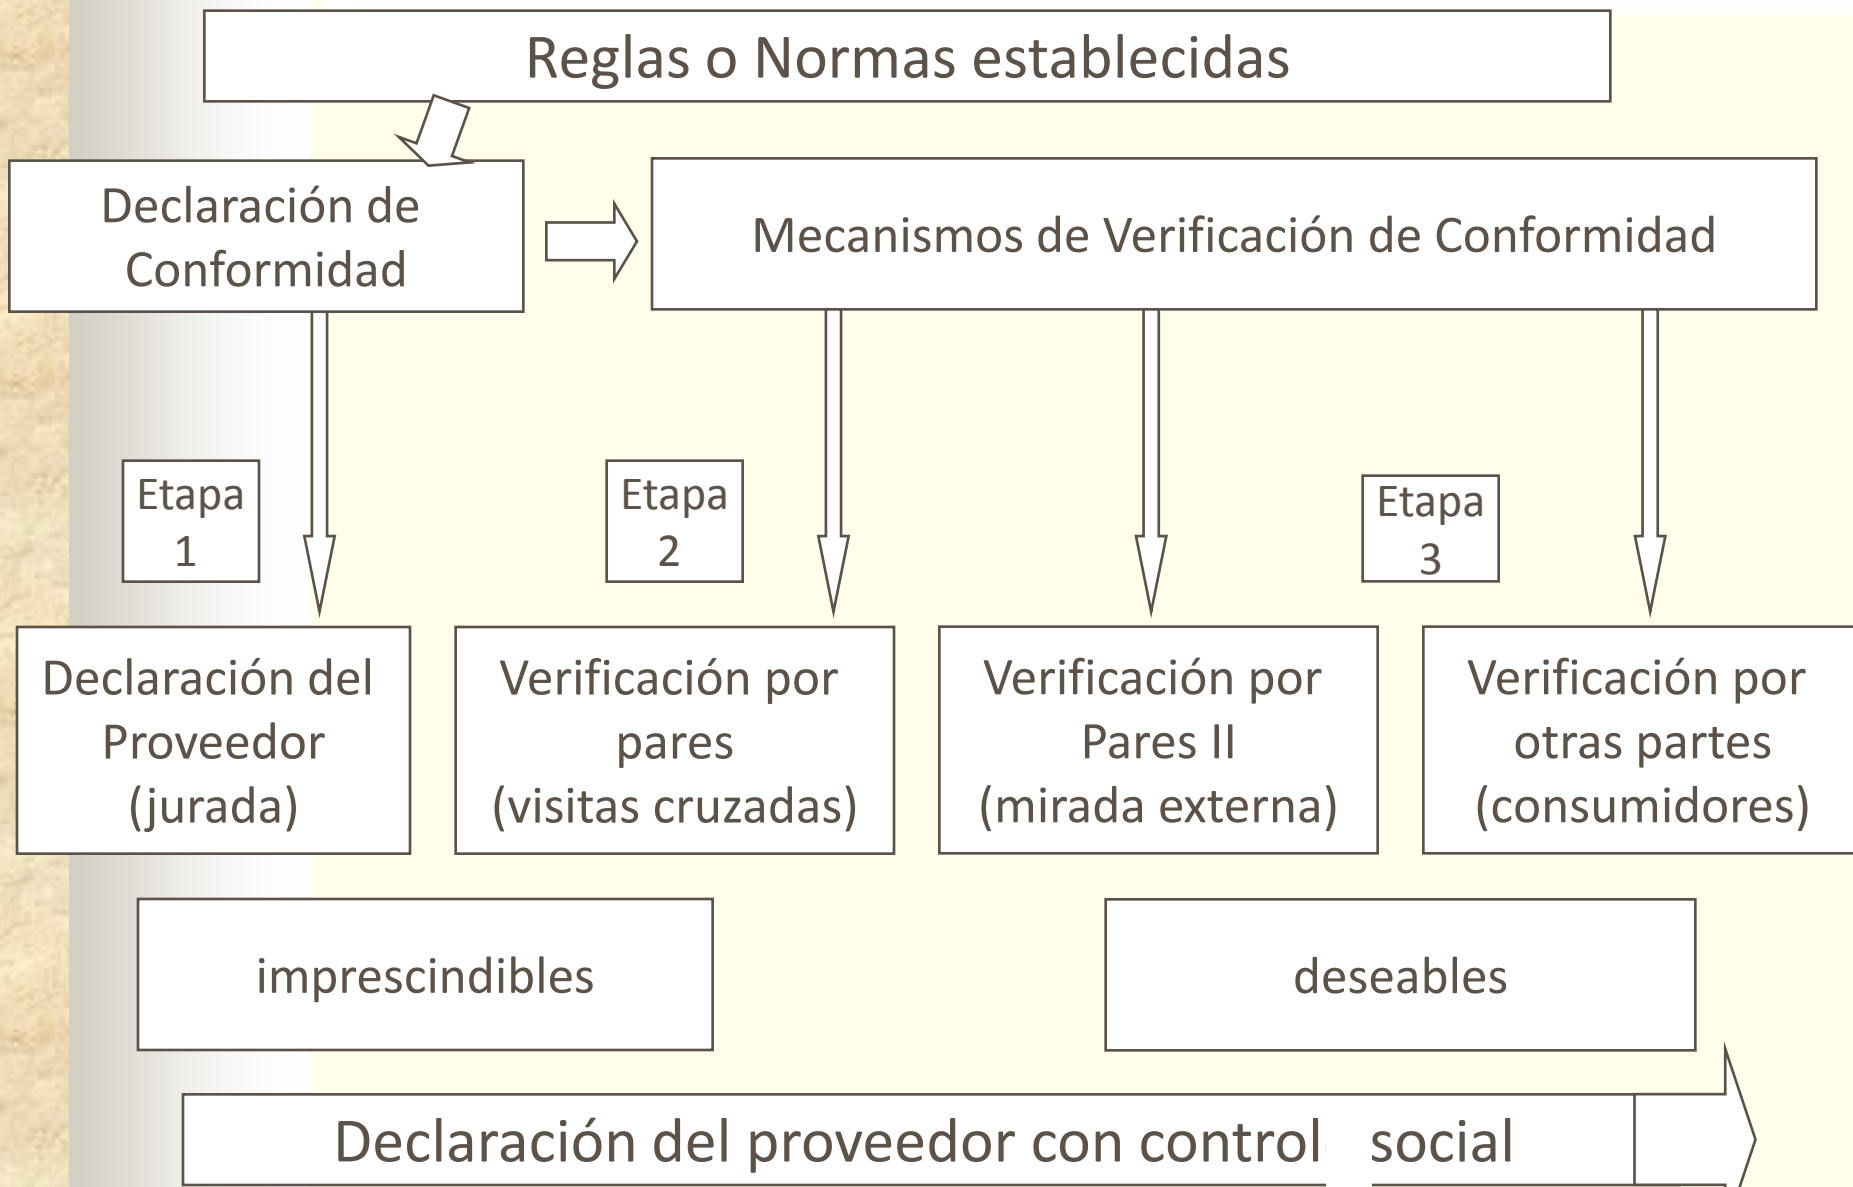 Reglas o Normas establecidas
Declaración de
Conformidad
Mecanismos de Verificación de Conformidad
Etapa
1
Etapa
2
Etapa
3
Declaración del
Proveedor
(jurada)
Verificación por
pares
(visitas cruzadas)
Verificación por
Pares II
(mirada externa)
Verificación por
otras partes
(consumidores)
imprescindibles
deseables
Declaración del proveedor con control social